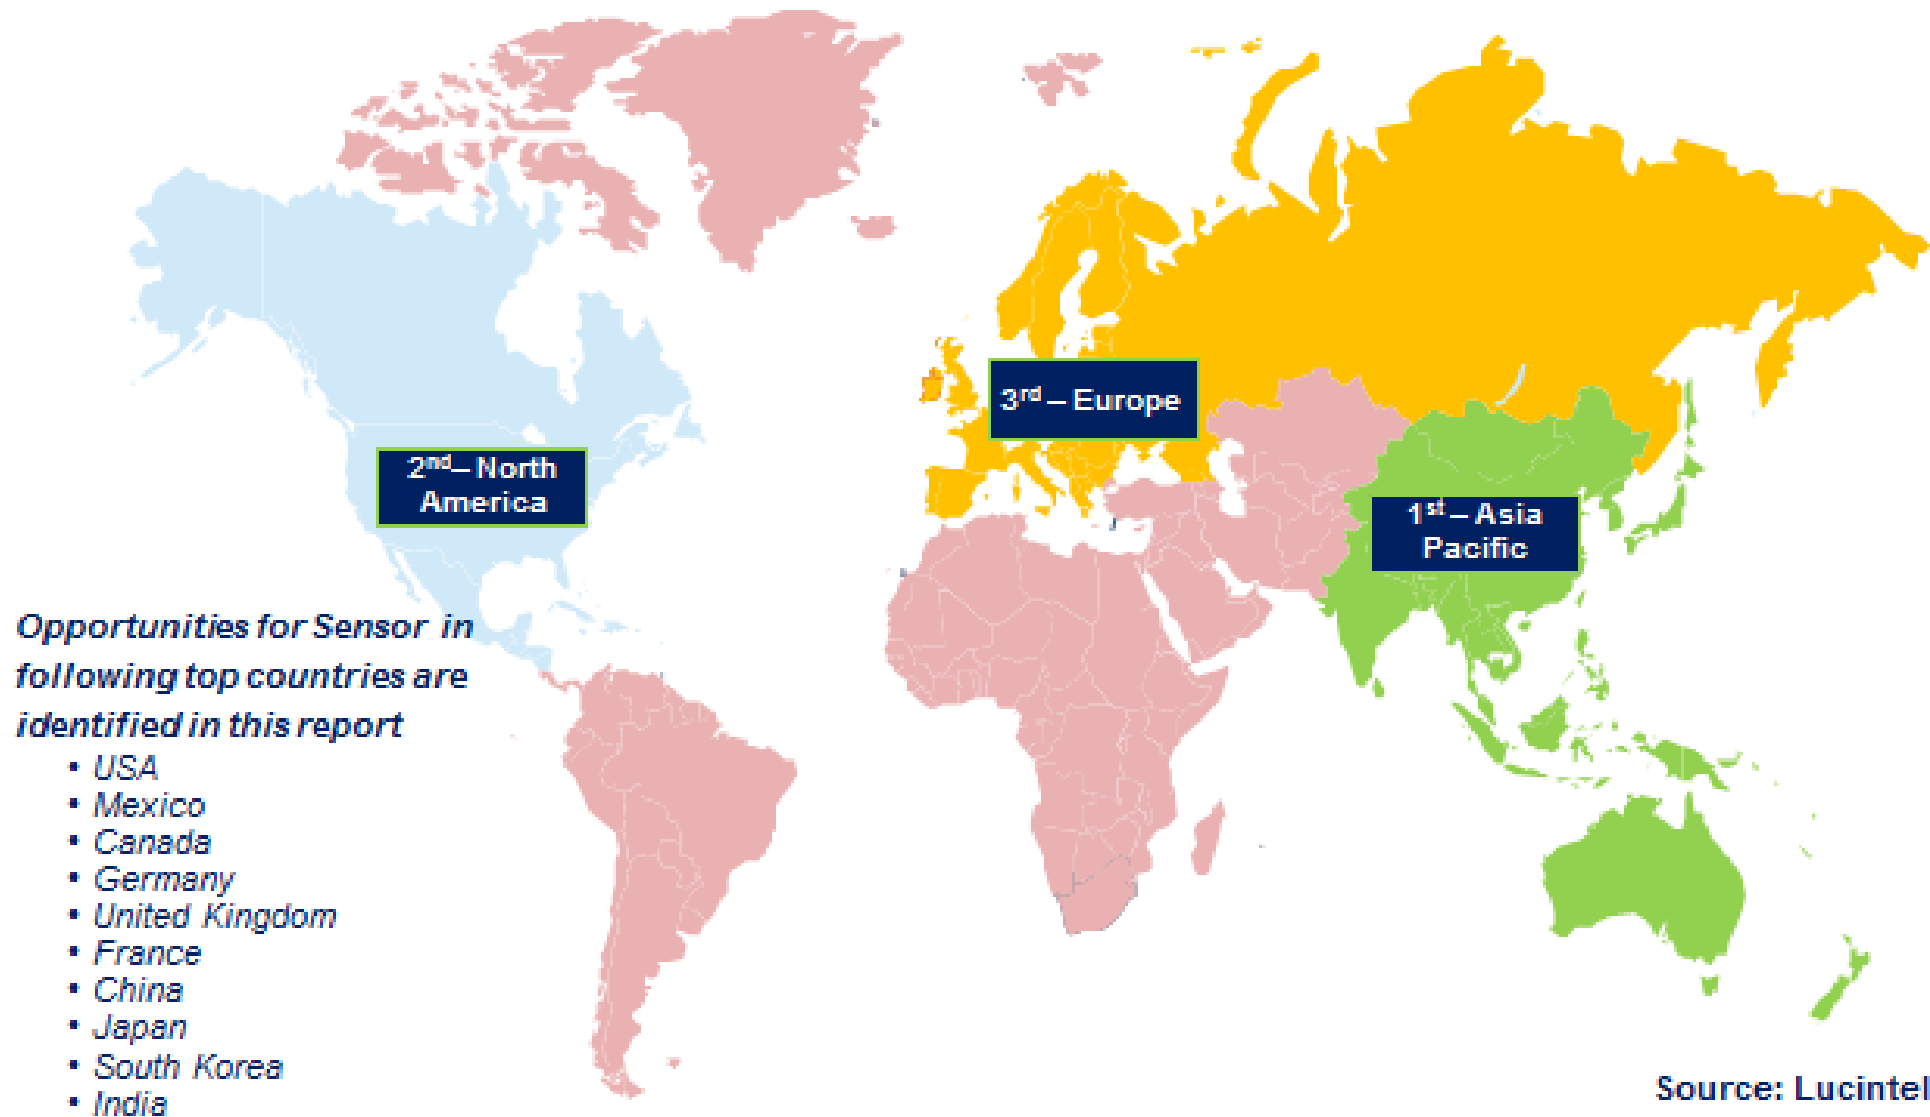 3rd – Europe
2nd– North
America
1st – Asia
Pacific
Opportunities for Sensor in
following top countries are
identified in this report
• USA
• Mexico
• Canada
• Germany
• United Kingdom
• France
• China
• Japan
• South Korea
• India
Source: Lucintel